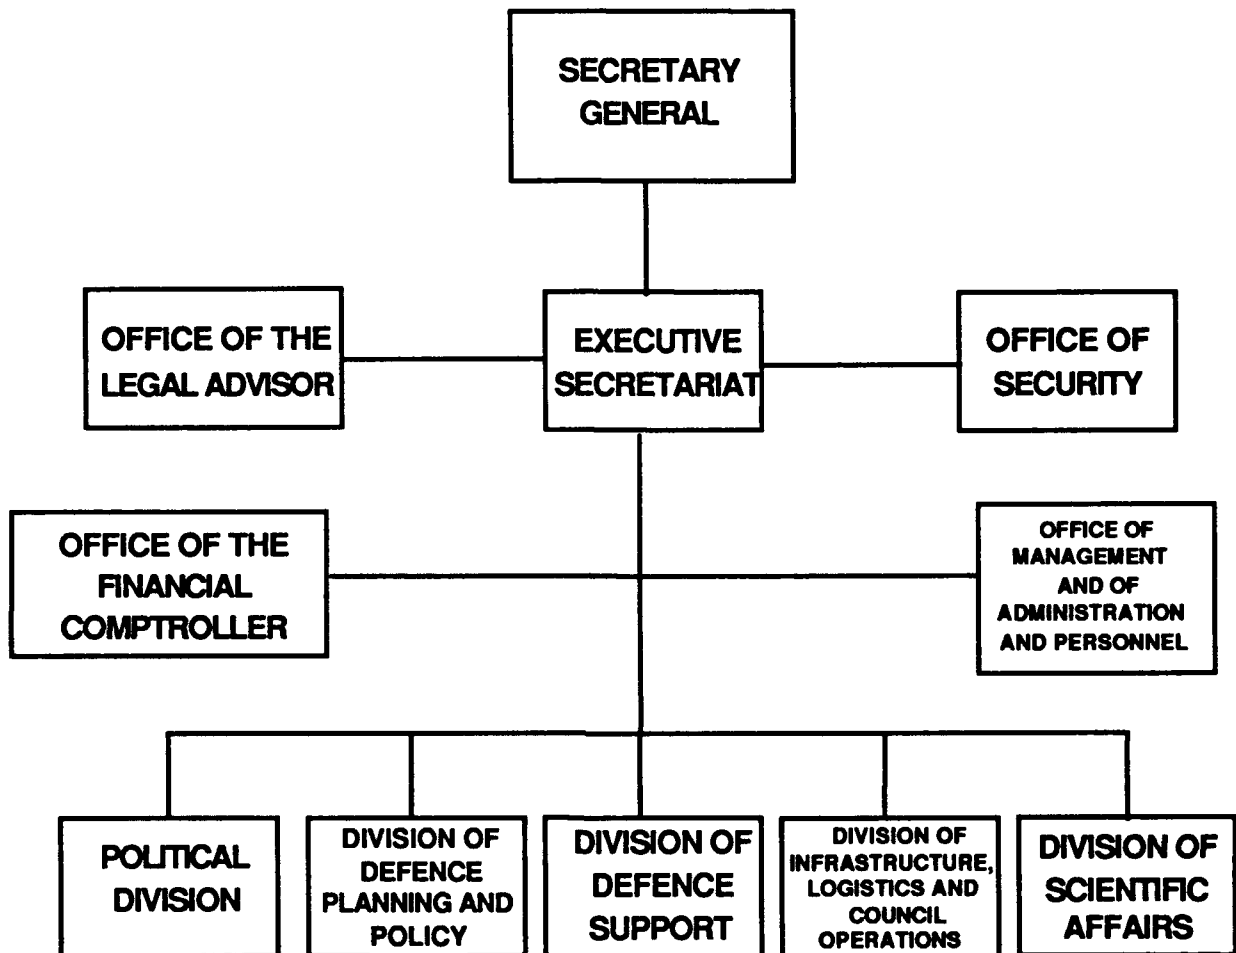 SECRETARY
GENERAL
OFFICE OF THE
LEGAL ADVISOR
EXECUTIVE
SECRETARIAT
OFFICE OF
SECURITY
OFFICE OF THE
FINANCIAL
COMPTROLLER
OFFICE OF
MANAGEMENT
AND OF
ADMINISTRATION
AND PERSONNEL
POLITICAL
DIVISION
DIVISION OF
DEFENCE
PLANNING AND
POLICY
DIVISION OF
DEFENCE
SUPPORT
DIVISION OF
INFRASTRUCTURE,
LOGISTICS AND
COUNCIL
OPERATIONS
DIVISION OF
SCIENTIFIC
AFFAIRS